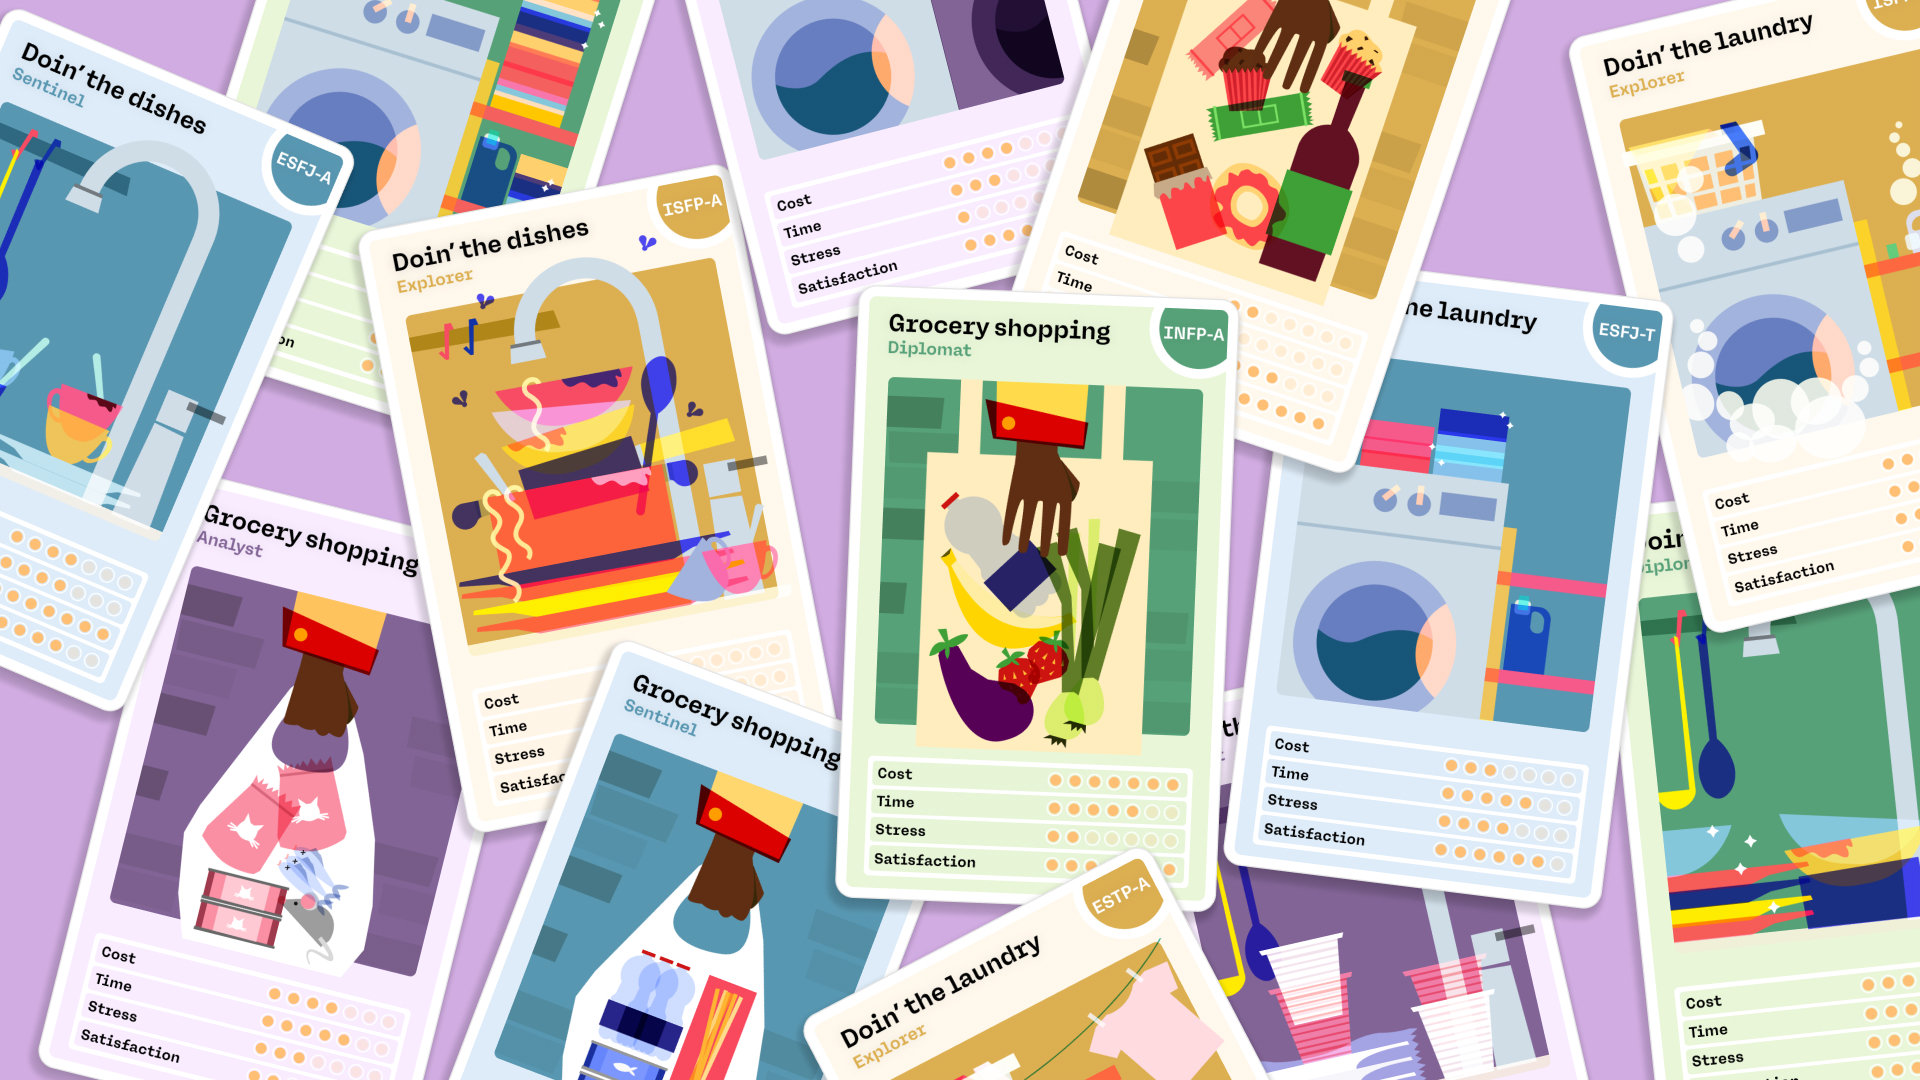 Doin' the dishes
Sentinel
ESFJ-A
Doin' the dishes
Explorer
ISFP-A
Cost
Time
Stress
Cost
Time
Stress
Satisfaction
Cost
Time
Doin' the laundry
Explorer
Cost
Time
Stress
Satisfaction
Grocery shopping
Diplomat
INFP-A
Cost
Time
Stress
Satisfaction
laundry
ESFJ-T
Cost
Time
Stress
Satisfaction
Grocery shopping
Analyst
Cost
Time
Stress
Satisfaction
Grocery shopping
Sentinel
Doin' the laundry
Explorer
ESTP-A
Cost
Time
Stress